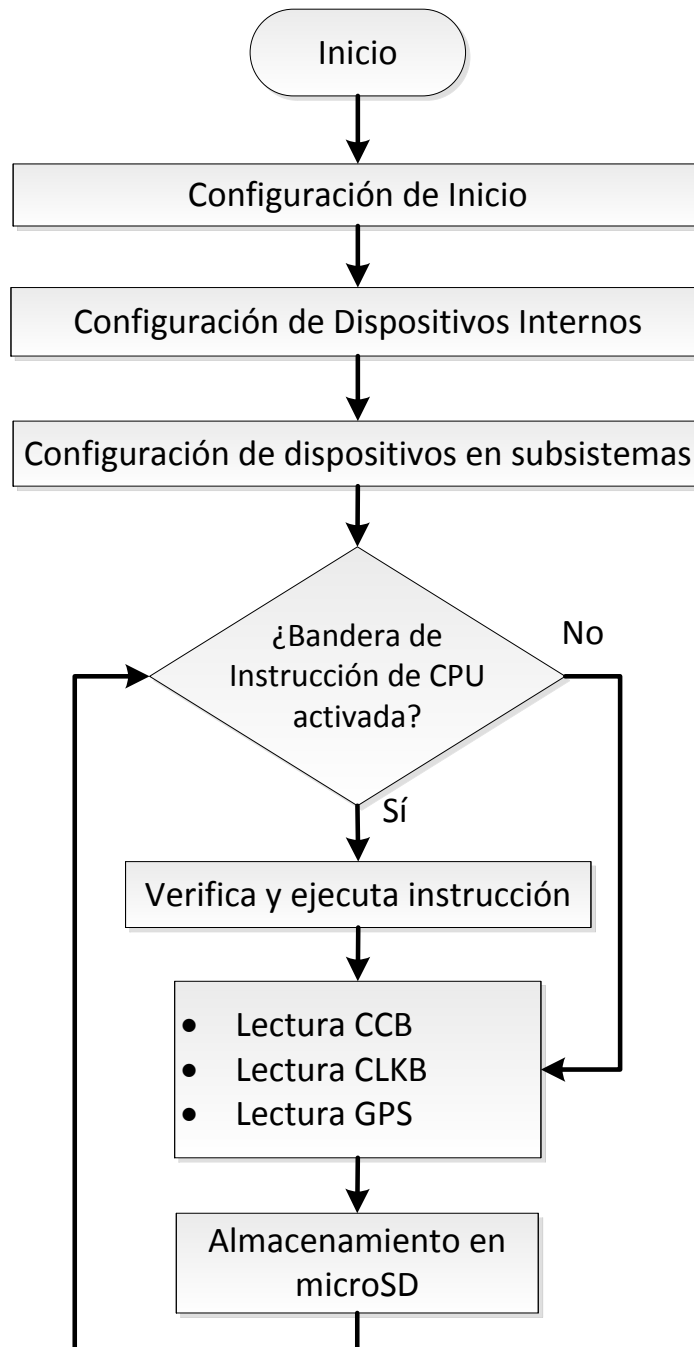 Inicio
Configuración de Inicio
Configuración de Dispositivos Internos
Configuración de dispositivos en subsistemas
¿Bandera de
Instrucción de CPU
activada?
No
Sí
Verifica y ejecuta instrucción
• Lectura CCB
• Lectura CLKB
• Lectura GPS
Almacenamiento en
microSD